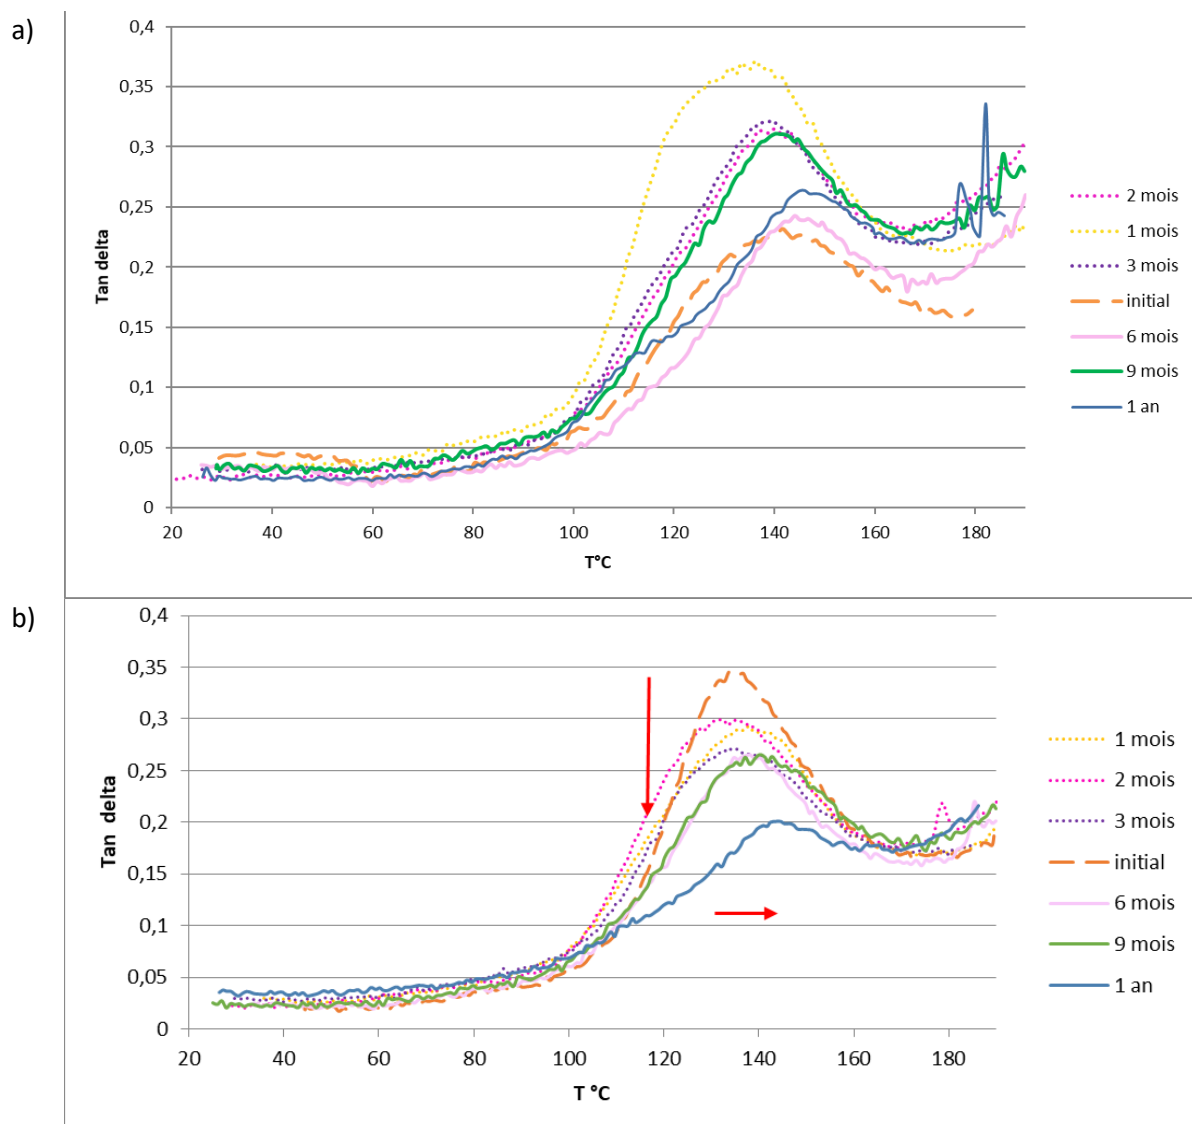 a)
0,4
0,35
0,3
0,25
0,2
0,15
0,1
0,05
0
Tan delta
20 40 60 80 100 120 140 160 180
T°C
2 mois
1 mois
3 mois
initial
6 mois
9 mois
1 an
b)
0,4
0,35
0,3
0,25
0,2
0,15
0,1
0,05
0
Tan delta
20 40 60 80 100 120 140 160 180
T °C
1 mois
2 mois
3 mois
initial
6 mois
9 mois
1 an